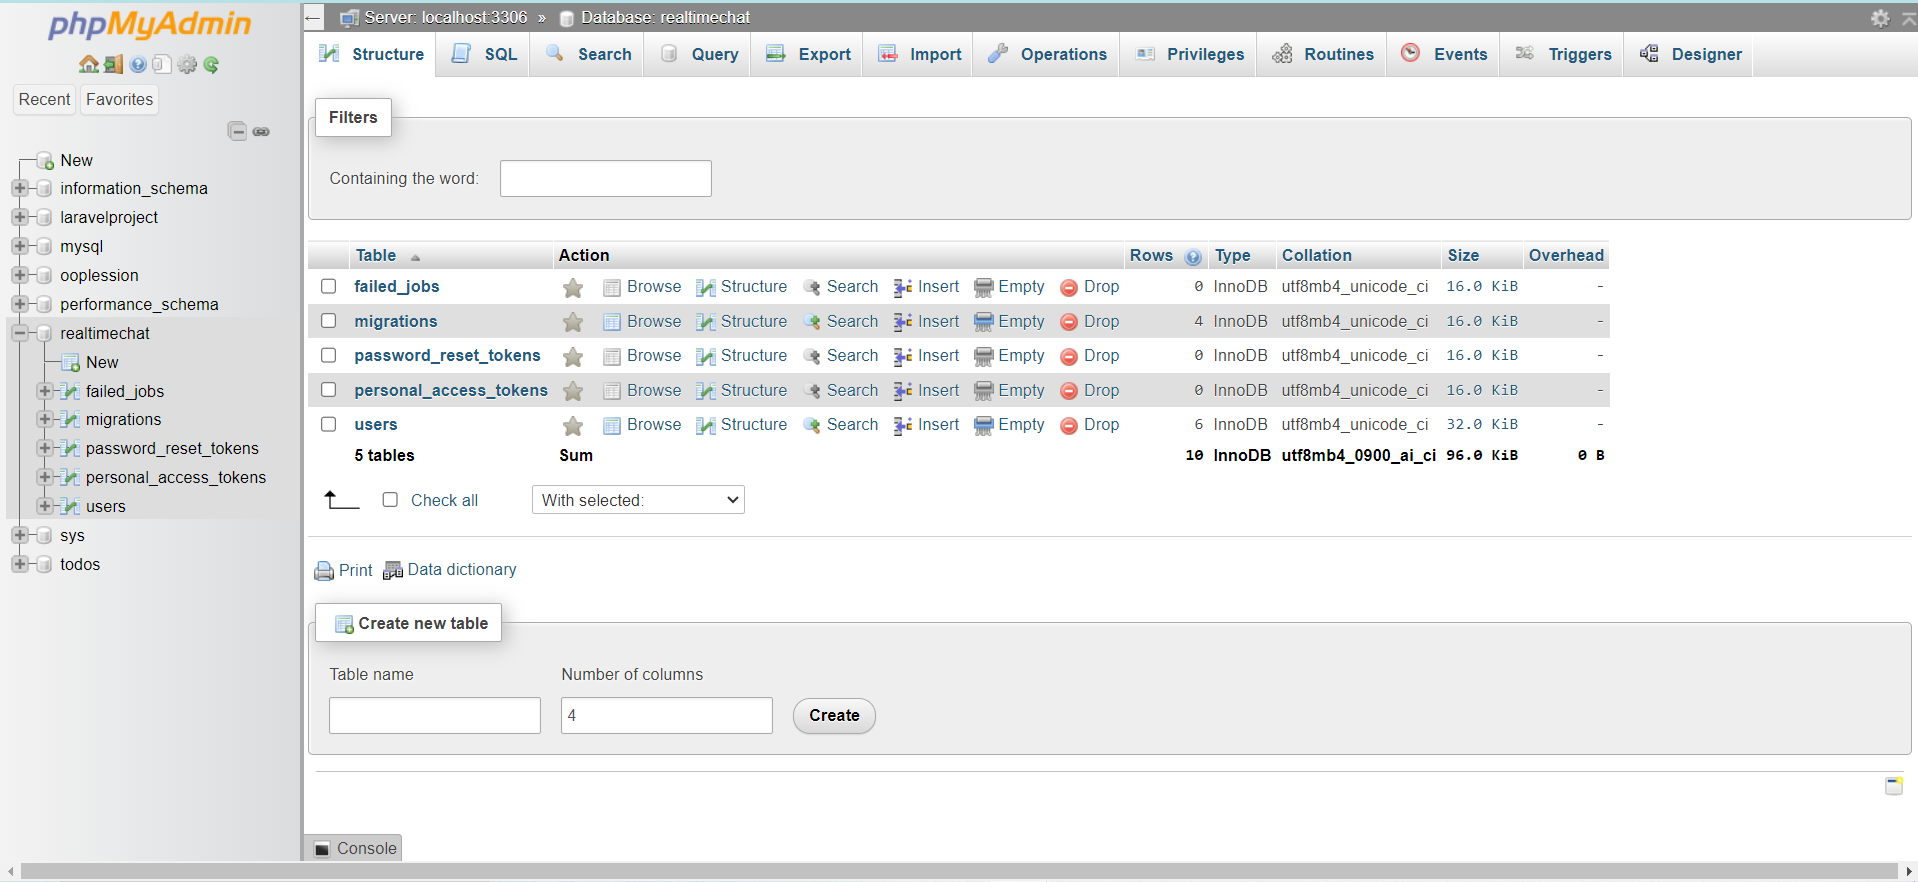 phpMyAdmin
Recent Favorites
New
information_schema
laravelproject
mysql
ooplession
performance_schema
realtimechat
New
failed_jobs
migrations
password_reset_tokens
personal_access_tokens
users
sys
todos
Server: localhost:3306 » Database: realtimechat
Structure SQL Search Query Export Import Operations Privileges Routines Events Triggers Designer
Filters
Containing the word:
Table Action Rows Type Collation Size Overhead
failed_jobs Browse Structure Search Insert Empty Drop 0 InnoDB utf8mb4_unicode_ci 16.0 KiB -
migrations Browse Structure Search Insert Empty Drop 4 InnoDB utf8mb4_unicode_ci 16.0 KiB -
password_reset_tokens Browse Structure Search Insert Empty Drop 0 InnoDB utf8mb4_unicode_ci 16.0 KiB -
personal_access_tokens Browse Structure Search Insert Empty Drop 0 InnoDB utf8mb4_unicode_ci 16.0 KiB -
users Browse Structure Search Insert Empty Drop 6 InnoDB utf8mb4_unicode_ci 32.0 KiB -
5 tables Sum 10 InnoDB utf8mb4_0900_ai_ci 96.0 KiB 0 B
Check all With selected:
Print Data dictionary
Create new table
Table name Number of columns
4 Create
Console